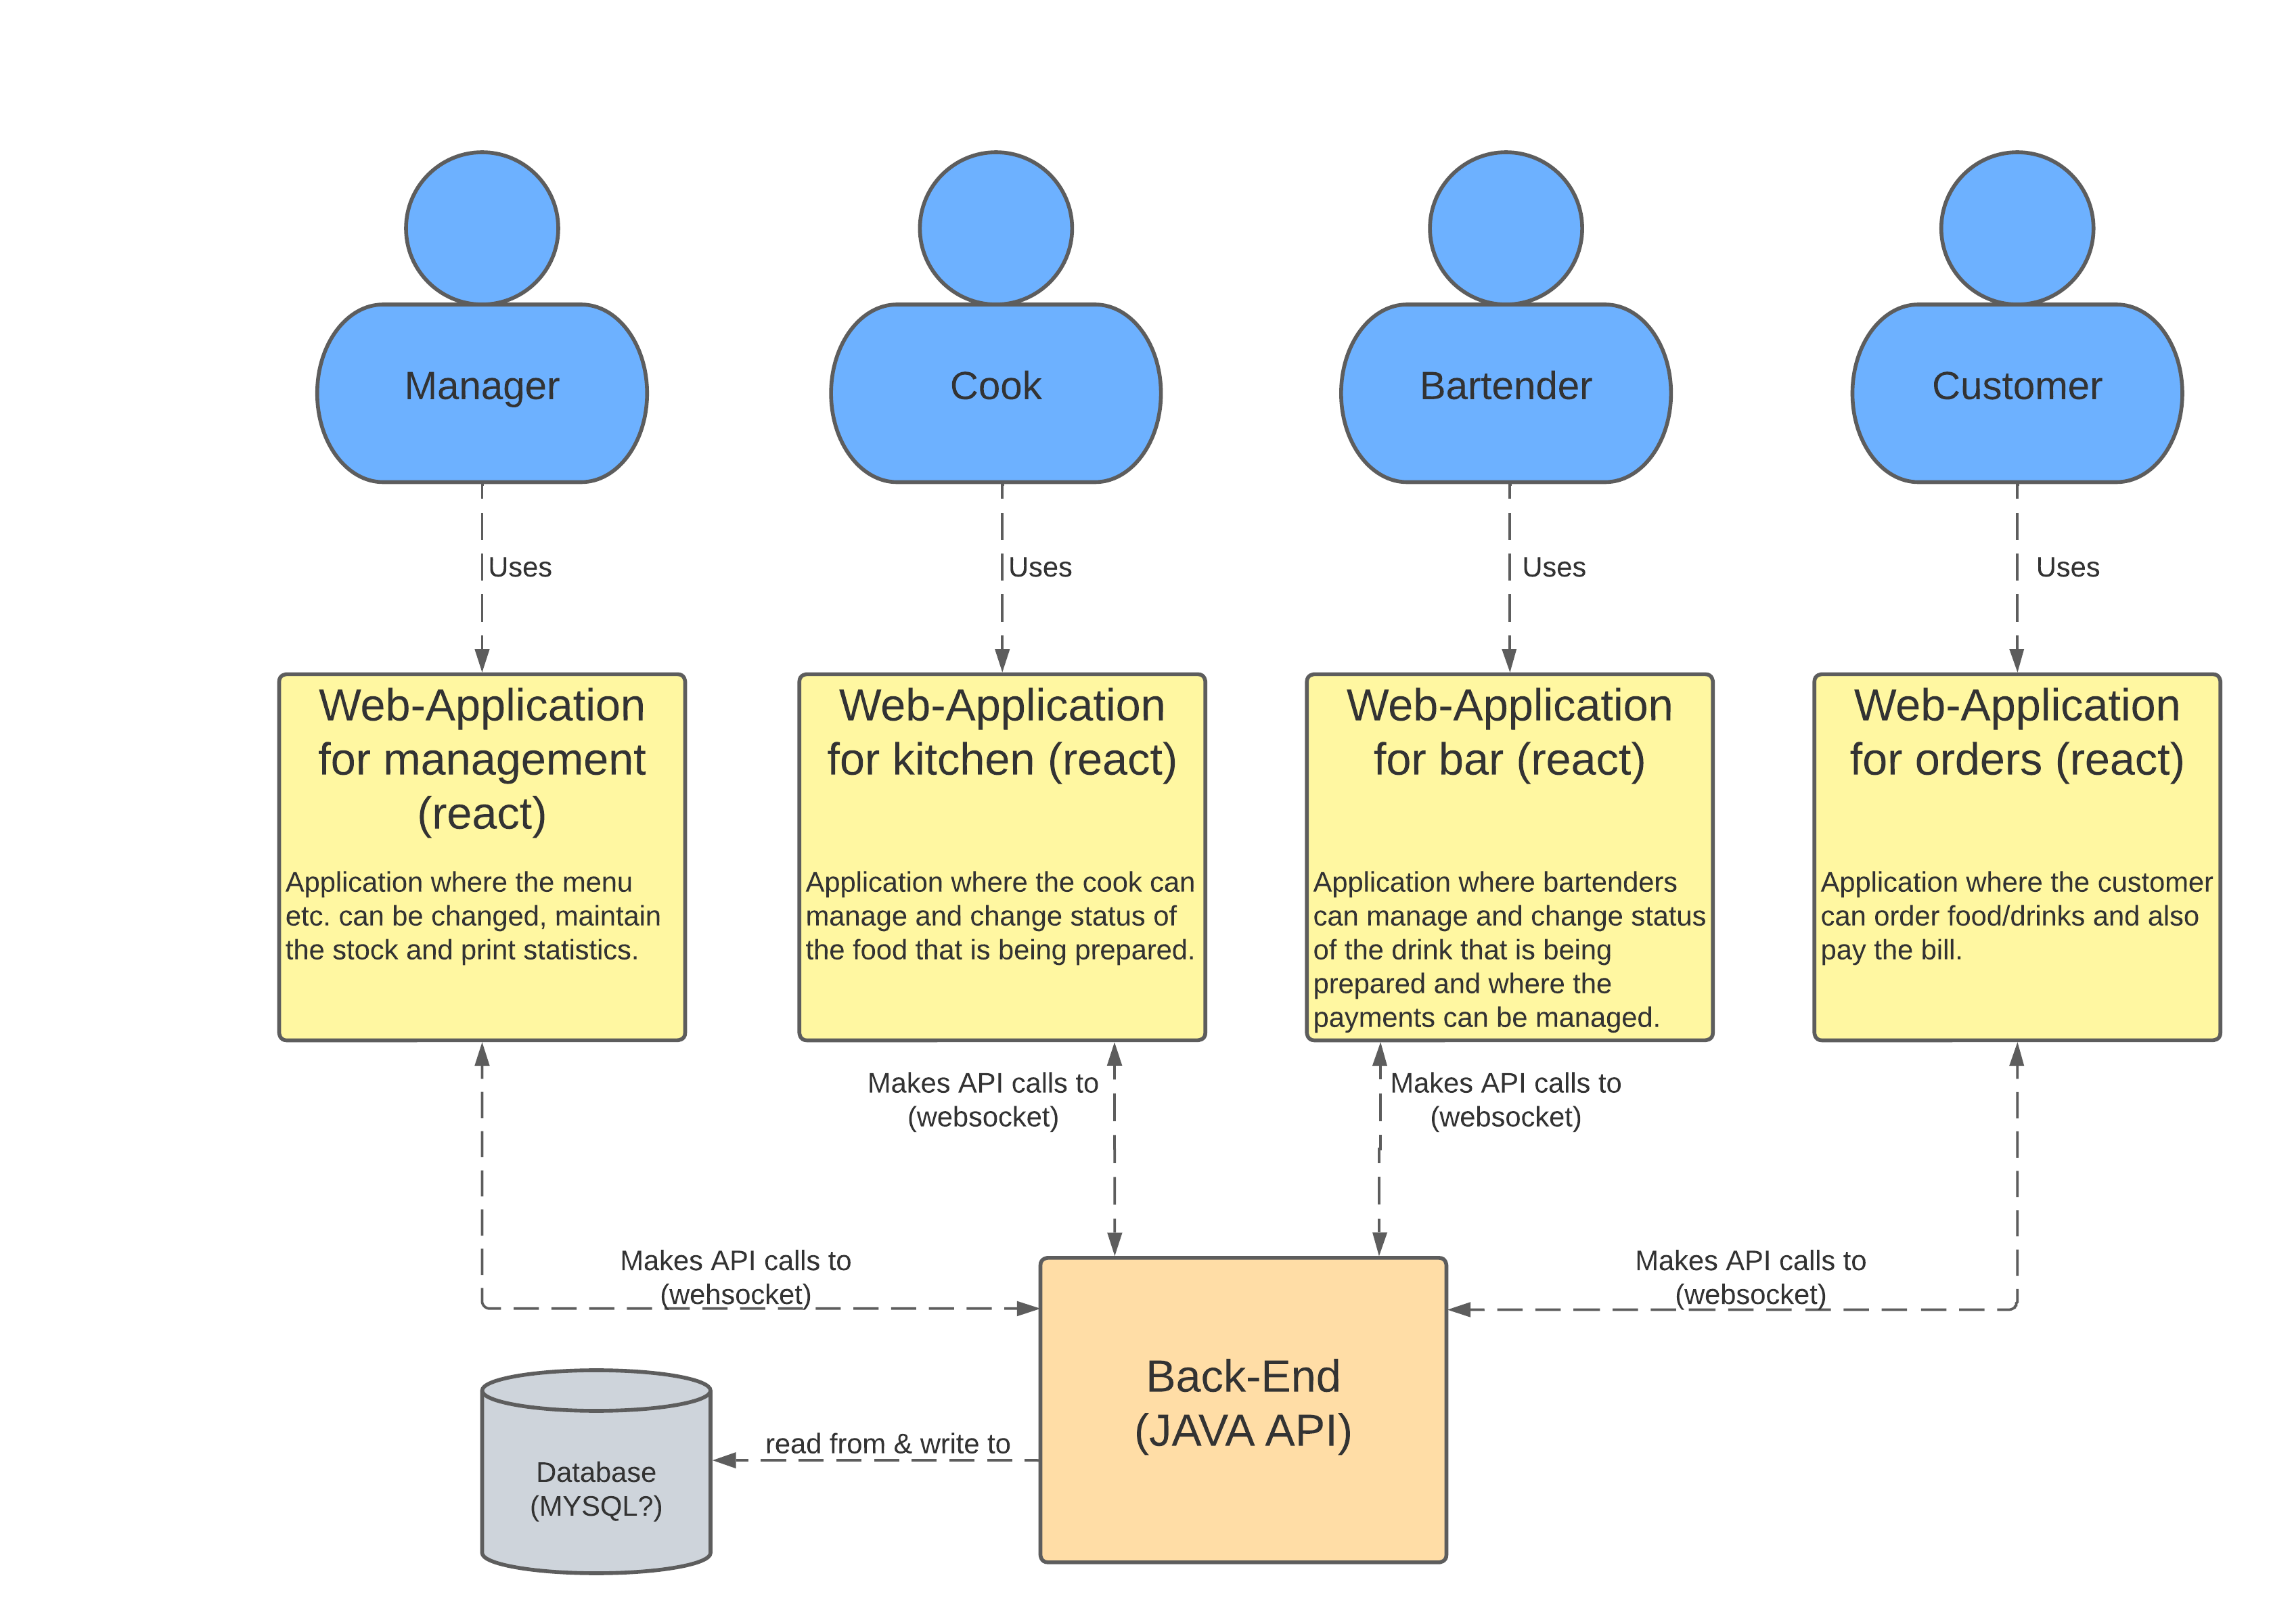 Manager
Cook
Bartender
Customer
Uses
Uses
Uses
Uses
Web-Application
for management
(react)
Application where the menu
etc. can be changed, maintain
the stock and print statistics.
Web-Application
for kitchen (react)
Application where the cook can
manage and change status of
the food that is being prepared.
Web-Application
for bar (react)
Application where bartenders
can manage and change status
of the drink that is being
prepared and where the
payments can be managed.
Web-Application
for orders (react)
Application where the customer
can order food/drinks and also
pay the bill.
Makes API calls to
(websocket)
Makes API calls to
(websocket)
Makes API calls to
(websocket)
Makes API calls to
(websocket)
Back-End
(JAVA API)
read from & write to
Database
(MYSQL?)